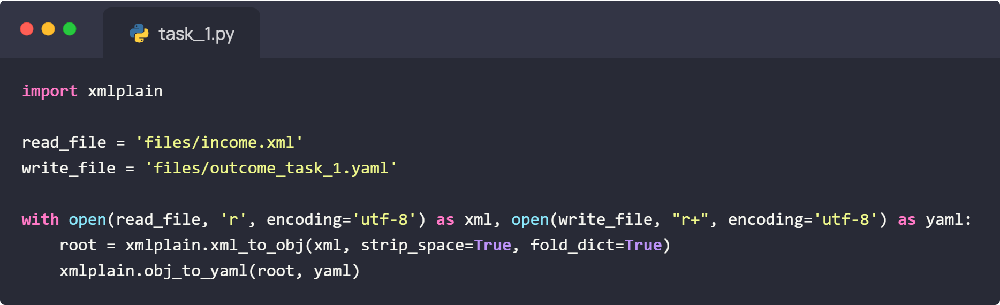 task_1.py
import xmlplain
read_file = 'files/income.xml'
write_file = 'files/outcome_task_1.yaml'
with open(read_file, 'r', encoding='utf-8') as xml, open(write_file, "r+", encoding='utf-8') as yaml:
    root = xmlplain.xml_to_obj(xml, strip_space=True, fold_dict=True)
    xmlplain.obj_to_yaml(root, yaml)